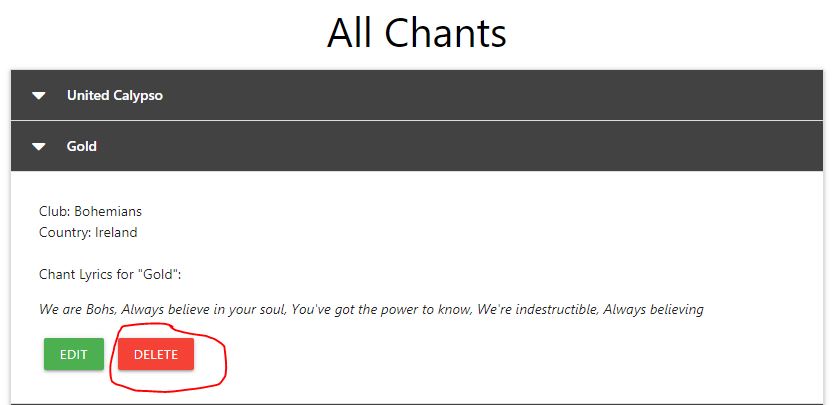 All Chants
United Calypso
Gold
Club: Bohemians
Country: Ireland
Chant Lyrics for "Gold":
We are Bohs, Always believe in your soul, You've got the power to know, We're indestructible, Always believing
EDIT
DELETE